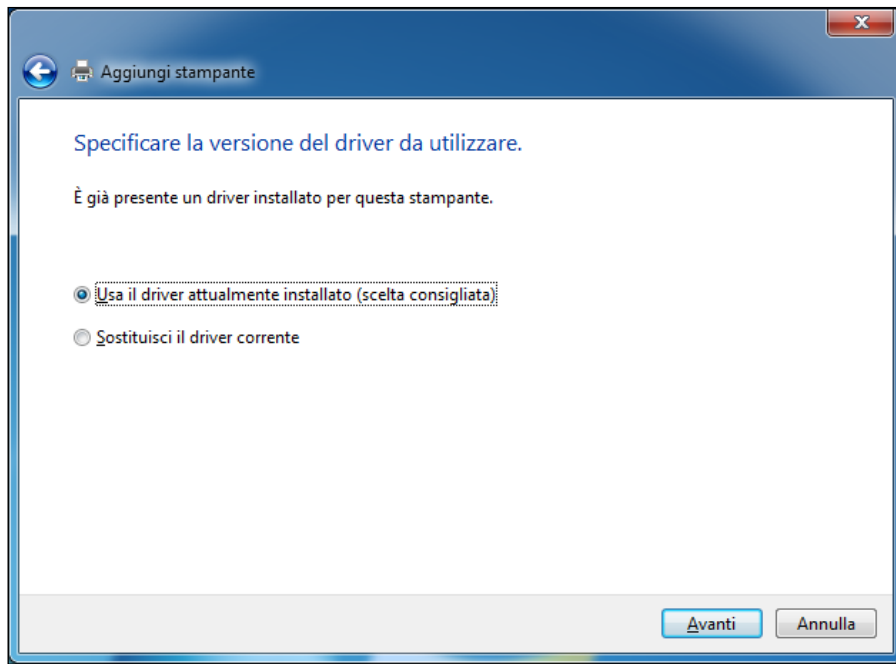 Aggiungi stampante
Specificare la versione del driver da utilizzare.
È già presente un driver installato per questa stampante.
Usa il driver attualmente installato (scelta consigliata)
Sostituisci il driver corrente
Avanti
Annulla